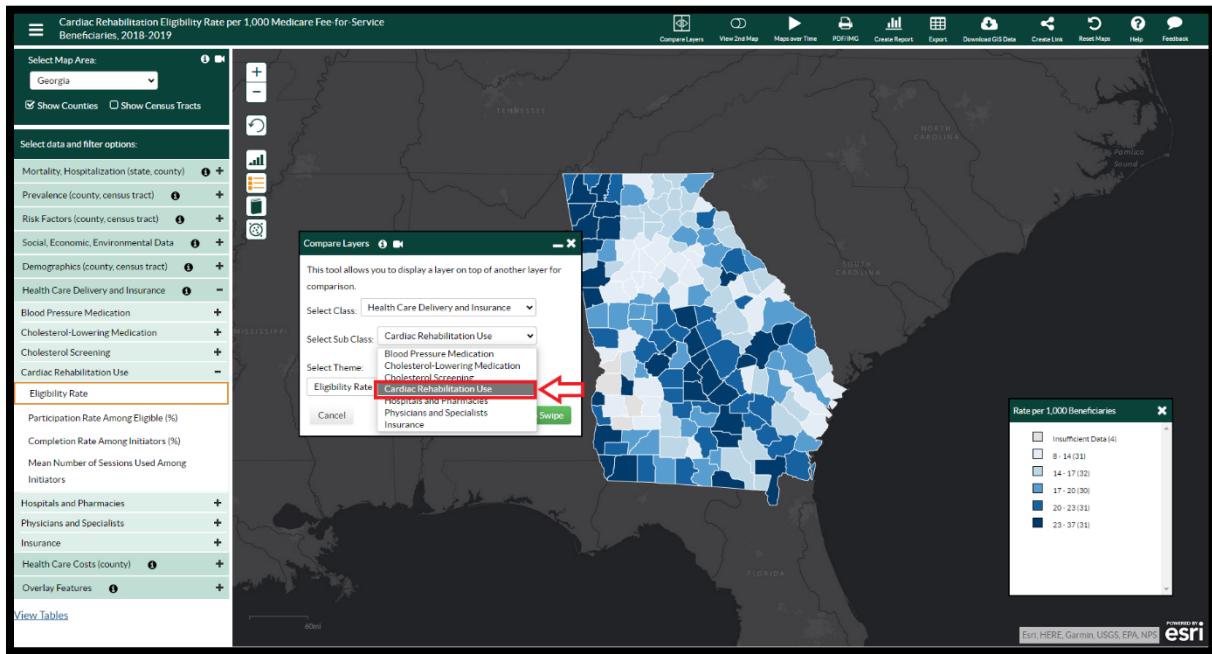 Cardiac Rehabilitation Eligibility Rate per 1,000 Medicare Fee-for-Service
Beneficiaries, 2018-2019
Compare Layers
View 2nd Map
Maps over Time
PDF/IMG
Create Report
Export
Download GIS Data
Create Link
Reset Maps
Help
Feedback
Select Map Area:
Georgia
Show Counties
Show Census Tracts
Select data and filter options:
Mortality, Hospitalization (state, county)
Prevalence (county, census tract)
Risk Factors (county, census tract)
Social, Economic, Environmental Data
Demographics (county, census tract)
Health Care Delivery and Insurance
Blood Pressure Medication
Cholesterol-Lowering Medication
Cholesterol Screening
Cardiac Rehabilitation Use
Eligibility Rate
Participation Rate Among Eligible (%)
Completion Rate Among Initiators (%)
Mean Number of Sessions Used Among
Initiators
Hospitals and Pharmacies
Physicians and Specialists
Insurance
Health Care Costs (county)
Overlay Features
View Tables
TENNESSEE
NORTH
CAROLINA
Pamlico
Sound
SOUTH
CAROLINA
MISSISSIPPI
FLORIDA
60mi
Compare Layers
This tool allows you to display a layer on top of another layer for
comparison.
Select Class: Health Care Delivery and Insurance
Select Sub Class: Cardiac Rehabilitation Use
Blood Pressure Medication
Cholesterol-Lowering Medication
Cholesterol Screening
Cardiac Rehabilitation Use
Hospitals and Pharmacies
Physicians and Specialists
Insurance
Select Theme:
Eligibility Rate
Cancel
Swipe
Rate per 1,000 Beneficiaries
Insufficient Data (4)
8 - 14 (31)
14 - 17 (32)
17 - 20 (30)
20 - 23 (31)
23 - 37 (31)
Esri, HERE, Garmin, USGS, EPA, NPS
POWERED BY
esri